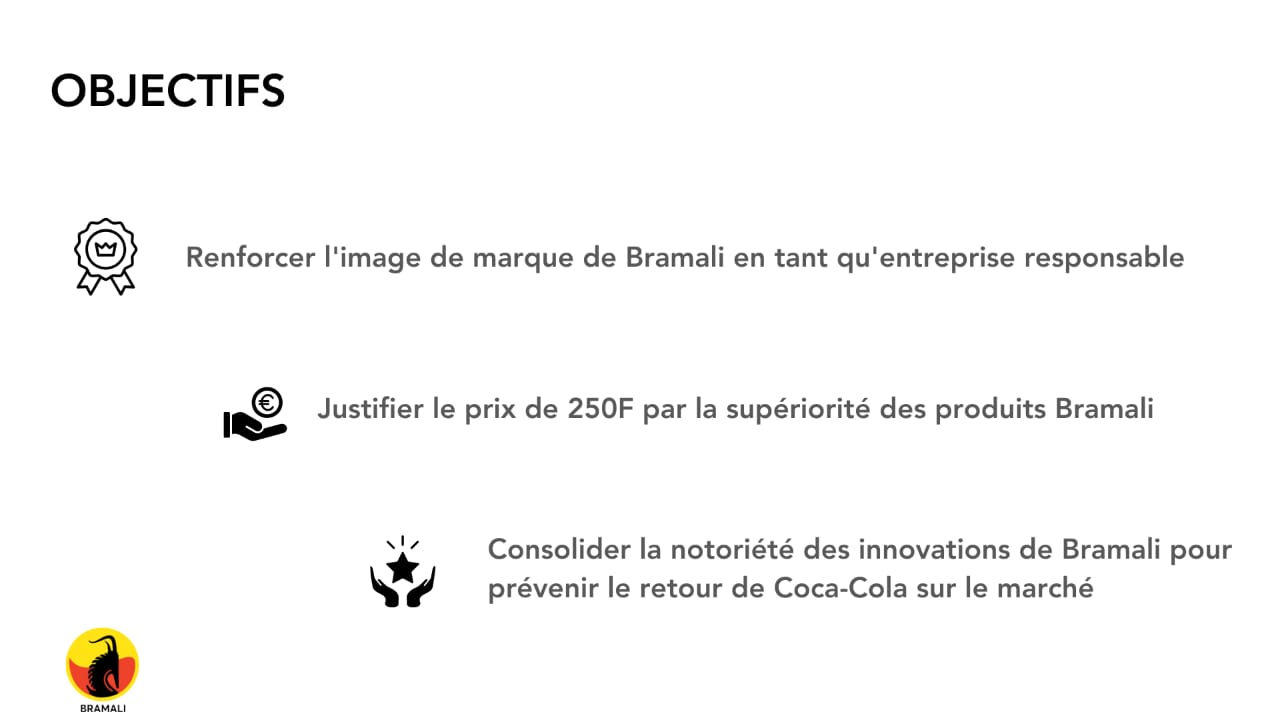 OBJECTIFS
Renforcer l'image de marque de Bramali en tant qu'entreprise responsable
€
Justifier le prix de 250F par la supériorité des produits Bramali
Consolider la notoriété des innovations de Bramali pour
prévenir le retour de Coca-Cola sur le marché
BRAMALI